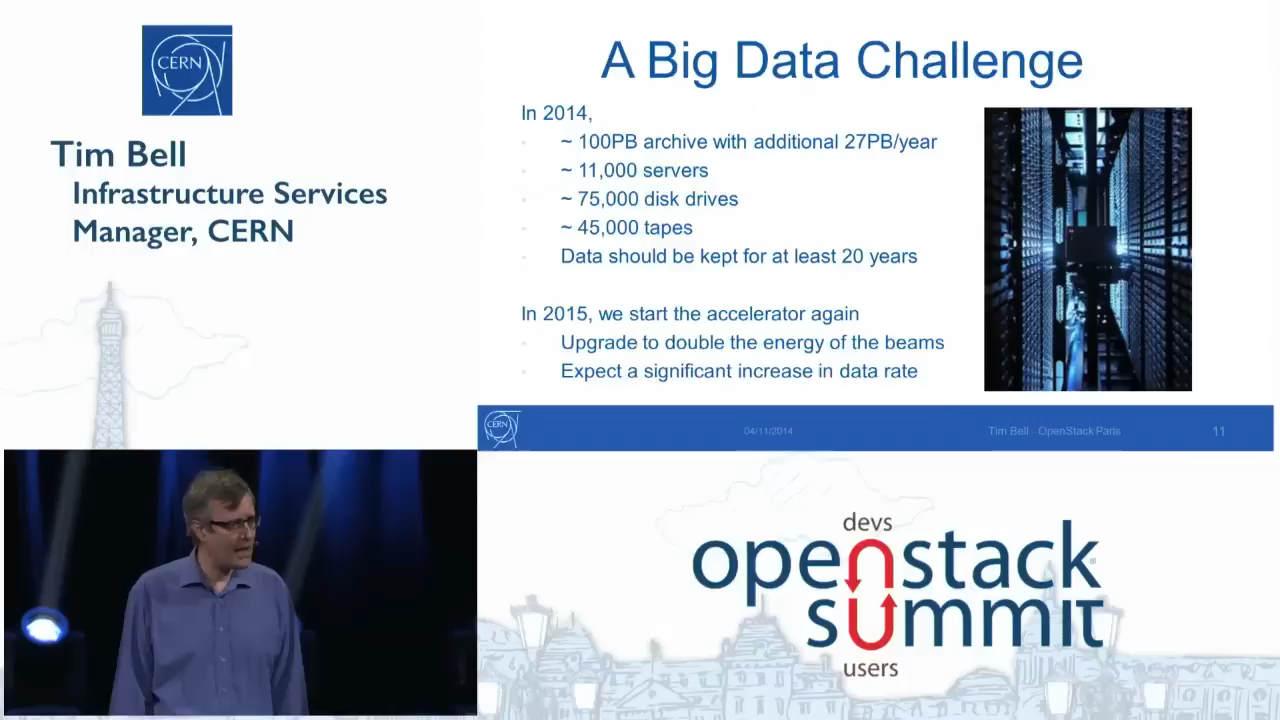 CERN
Tim Bell
Infrastructure Services
Manager, CERN
A Big Data Challenge
In 2014,
~ 100PB archive with additional 27PB/year
~ 11,000 servers
~ 75,000 disk drives
~ 45,000 tapes
Data should be kept for at least 20 years
In 2015, we start the accelerator again
Upgrade to double the energy of the beams
Expect a significant increase in data rate
CERN
04/11/2014
Tim Bell - OpenStack Paris
11
devs
openstack
summit
users